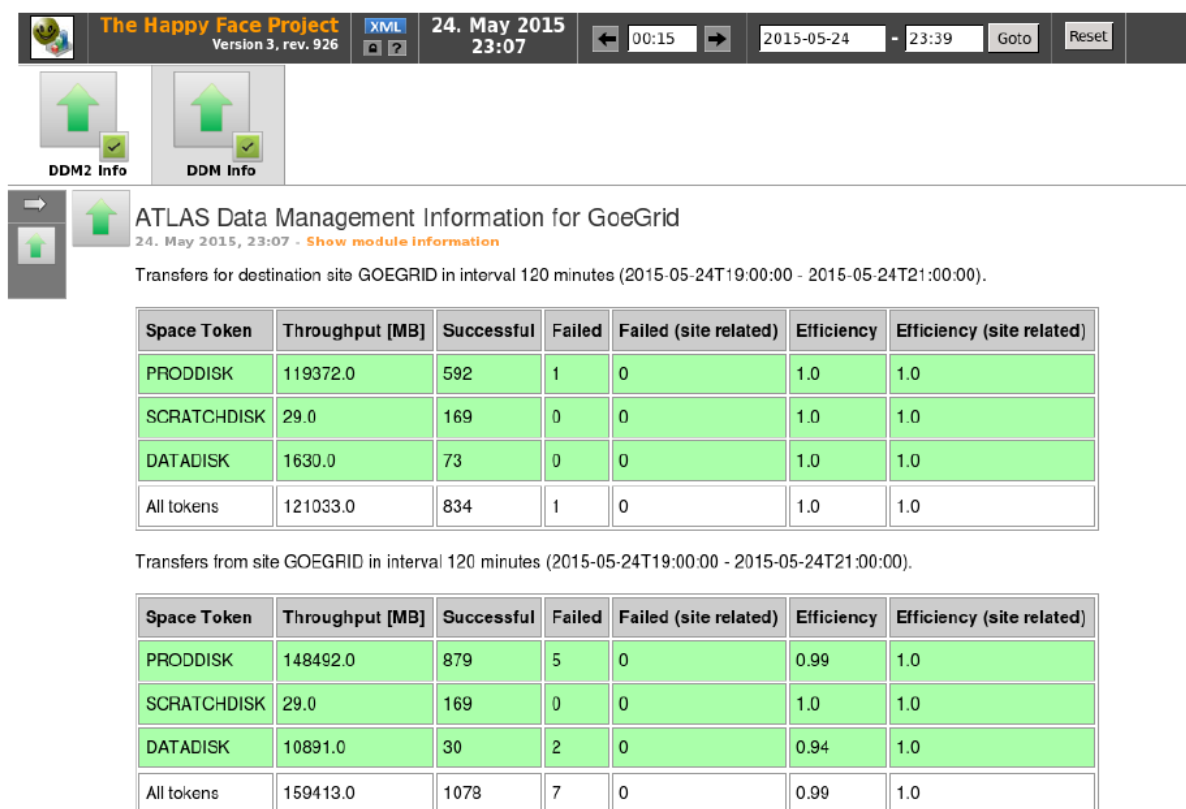 The Happy Face Project
Version 3, rev. 926
XML
?
24. May 2015
23:07
00:15
2015-05-24 - 23:39 Goto Reset
DDM2 Info
DDM Info
ATLAS Data Management Information for GoeGrid
24. May 2015, 23:07 - Show module information
Transfers for destination site GOEGRID in interval 120 minutes (2015-05-24T19:00:00 - 2015-05-24T21:00:00).
Space Token Throughput [MB] Successful Failed Failed (site related) Efficiency Efficiency (site related)
PRODDISK 119372.0 592 1 0 1.0 1.0
SCRATCHDISK 29.0 169 0 0 1.0 1.0
DATADISK 1630.0 73 0 0 1.0 1.0
All tokens 121033.0 834 1 0 1.0 1.0
Transfers from site GOEGRID in interval 120 minutes (2015-05-24T19:00:00 - 2015-05-24T21:00:00).
Space Token Throughput [MB] Successful Failed Failed (site related) Efficiency Efficiency (site related)
PRODDISK 148492.0 879 5 0 0.99 1.0
SCRATCHDISK 29.0 169 0 0 1.0 1.0
DATADISK 10891.0 30 2 0 0.94 1.0
All tokens 159413.0 1078 7 0 0.99 1.0